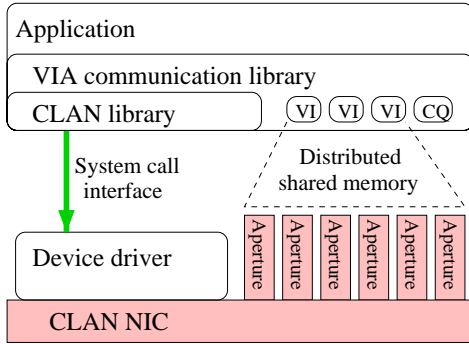 Application
VIA communication library
CLAN library
VI VI VI CQ
System call
interface
Distributed
shared memory
Device driver
Aperture
Aperture
Aperture
Aperture
Aperture
Aperture
CLAN NIC